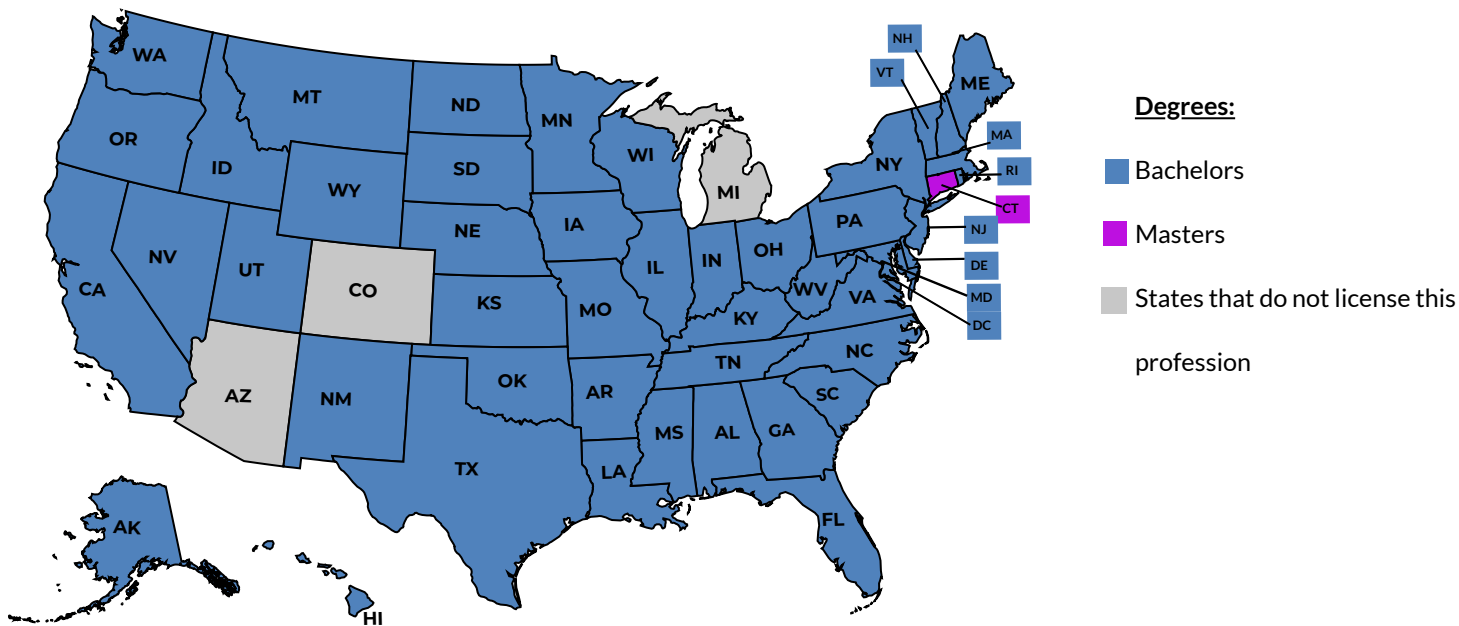 NH
WA
VT
ME
MT
ND
MN
OR
MA
WI
NY
ID
SD
RI
WY
MI
CT
PA
IA
NE
NJ
OH
NV
IN
UT
IL
DE
CA
CO
WV
MD
VA
KS
MO
KY
DC
NC
TN
OK
AR
SC
AZ
NM
GA
MS
AL
TX
LA
FL
AK
HI
Degrees:
Bachelors
Masters
States that do not license this
profession